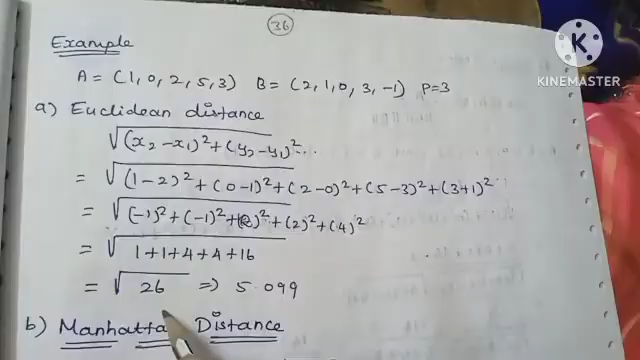 36
K
KINEMASTER
Example
A = (1, 0, 2, 5, 3) B = (2, 1, 0, 3, -1) P=3
a) Euclidean distance
√(x₂-x₁)²+(y₂-y₁)²...
= √(1-2)²+(0-1)²+(2-0)²+(5-3)²+(3+1)²
= √(-1)²+(-1)²+(2)²+(2)²+(4)²
= √1+1+4+4+16
= √26 ⇒ 5.099
b) Manhattan Distance